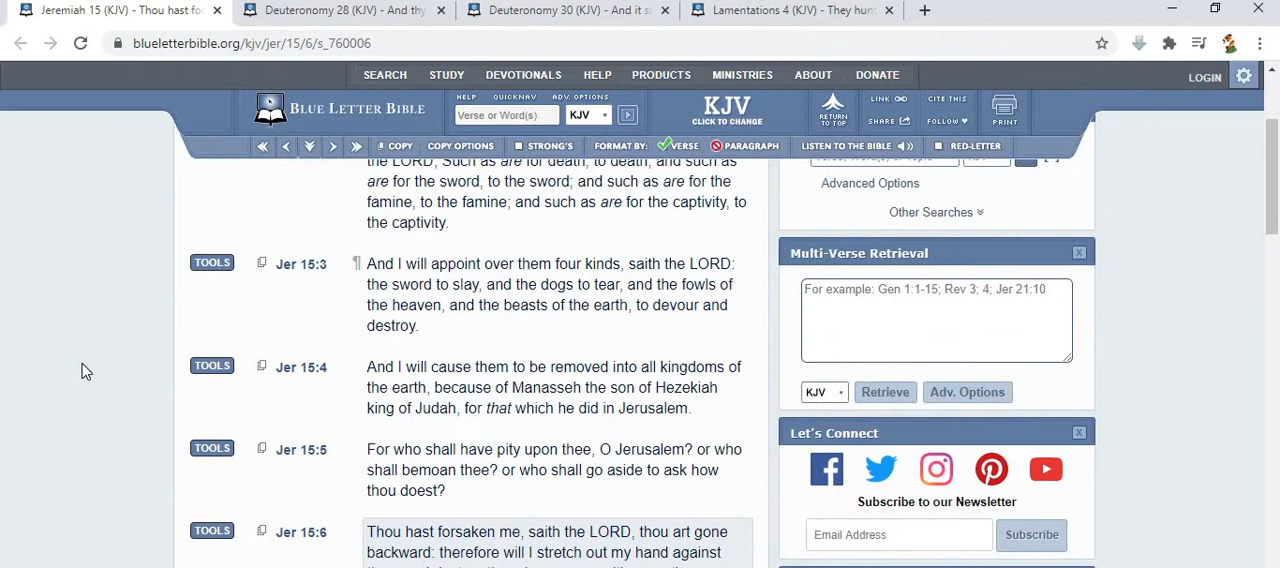 Jeremiah 15 (KJV) - Thou hast fo
Deuteronomy 28 (KJV) - And thy
Deuteronomy 30 (KJV) - And it s
Lamentations 4 (KJV) - They hun
blueletterbible.org/kjv/jer/15/6/s_760006
SEARCH STUDY DEVOTIONALS HELP PRODUCTS MINISTRIES ABOUT DONATE
LOGIN
BLUE LETTER BIBLE
HELP QUICKNAV ADV. OPTIONS
Verse or Word(s) KJV
KJV
CLICK TO CHANGE
RETURN
TO TOP
LINK CITE THIS
SHARE FOLLOW
PRINT
COPY COPY OPTIONS STRONG'S FORMAT BY: VERSE PARAGRAPH LISTEN TO THE BIBLE RED-LETTER
the LORD; Such as are for death, to death; and such as
are for the sword, to the sword; and such as are for the
famine, to the famine; and such as are for the captivity, to
the captivity.
TOOLS Jer 15:3 ¶ And I will appoint over them four kinds, saith the LORD:
the sword to slay, and the dogs to tear, and the fowls of
the heaven, and the beasts of the earth, to devour and
destroy.
TOOLS Jer 15:4 And I will cause them to be removed into all kingdoms of
the earth, because of Manasseh the son of Hezekiah
king of Judah, for that which he did in Jerusalem.
TOOLS Jer 15:5 For who shall have pity upon thee, O Jerusalem? or who
shall bemoan thee? or who shall go aside to ask how
thou doest?
TOOLS Jer 15:6 Thou hast forsaken me, saith the LORD, thou art gone
backward: therefore will I stretch out my hand against
Advanced Options
Other Searches
Multi-Verse Retrieval
For example: Gen 1:1-15; Rev 3; 4; Jer 21:10
KJV Retrieve Adv. Options
Let's Connect
Subscribe to our Newsletter
Email Address Subscribe